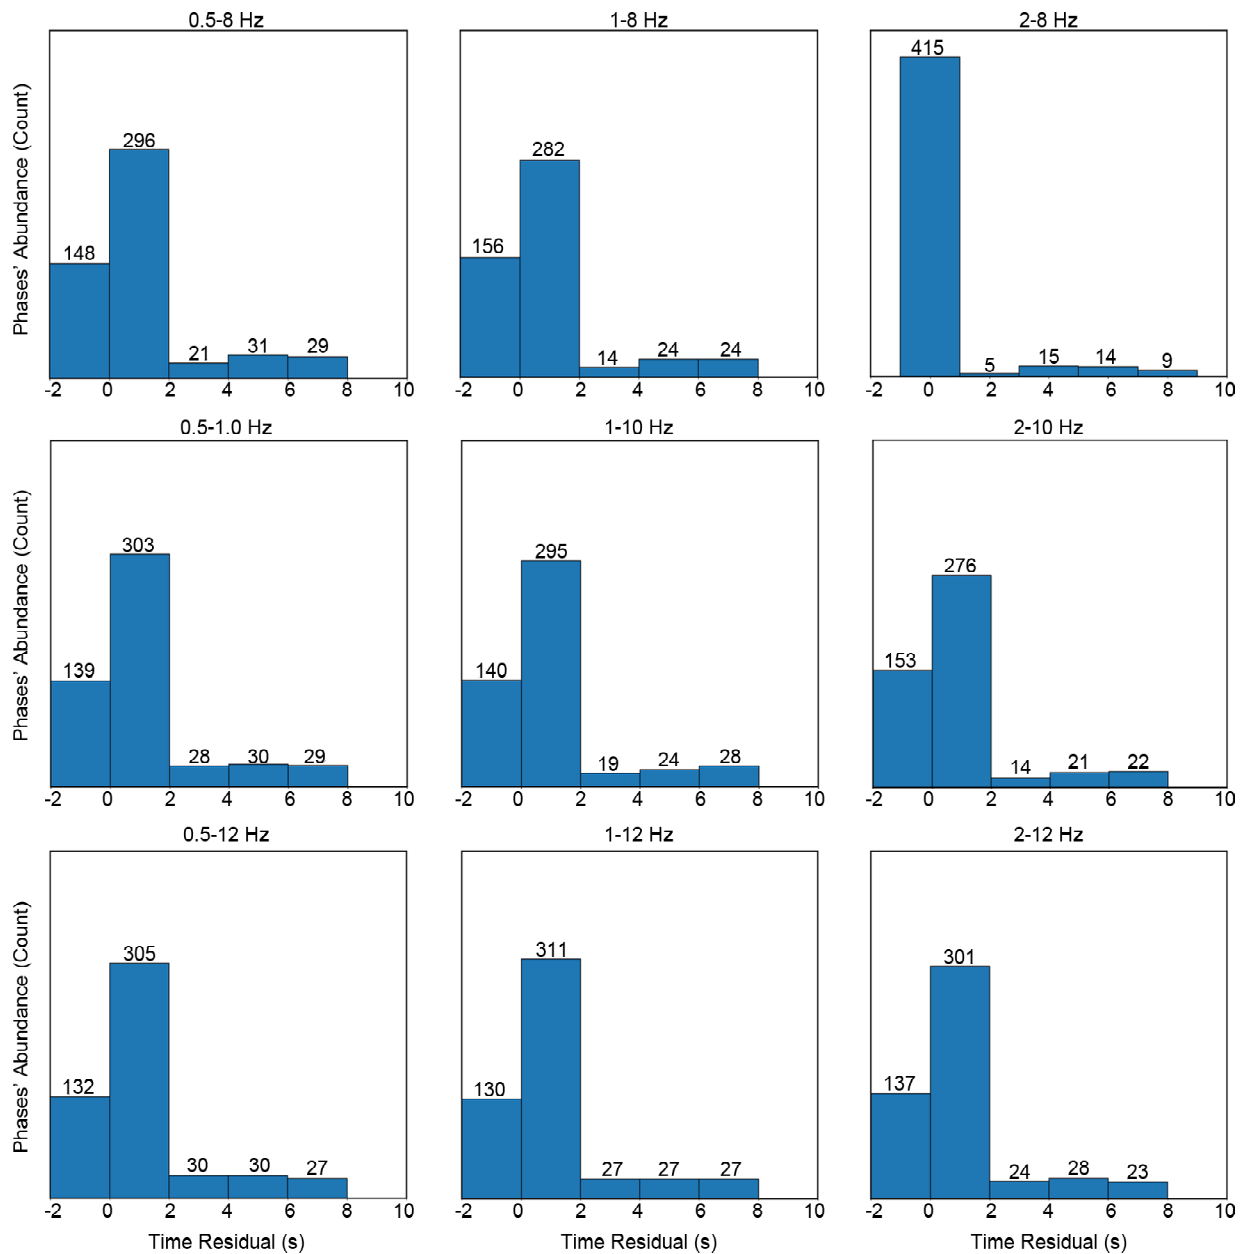 0.5-8 Hz 1-8 Hz 2-8 Hz
Phases’ Abundance (Count)
148 296 21 31 29
156 282 14 24 24
415 5 15 14 9
-2 0 2 4 6 8 10
-2 0 2 4 6 8 10
-2 0 2 4 6 8 10
0.5-1.0 Hz 1-10 Hz 2-10 Hz
Phases’ Abundance (Count)
139 303 28 30 29
140 295 19 24 28
153 276 14 21 22
-2 0 2 4 6 8 10
-2 0 2 4 6 8 10
-2 0 2 4 6 8 10
0.5-12 Hz 1-12 Hz 2-12 Hz
Phases’ Abundance (Count)
132 305 30 30 27
130 311 27 27 27
137 301 24 28 23
-2 0 2 4 6 8 10
-2 0 2 4 6 8 10
-2 0 2 4 6 8 10
Time Residual (s) Time Residual (s) Time Residual (s)